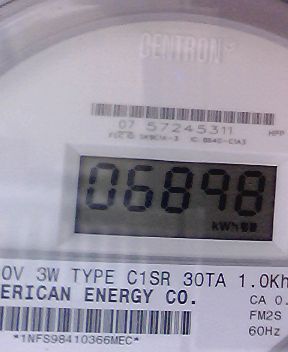 CENTRON®
07 57245311
HPP
06898
kWh
0V 3W TYPE C1SR 30TA 1.0Kh
ERICAN ENERGY CO.
CA 0.
FM2S
60Hz
*1NFS98410366MEC*